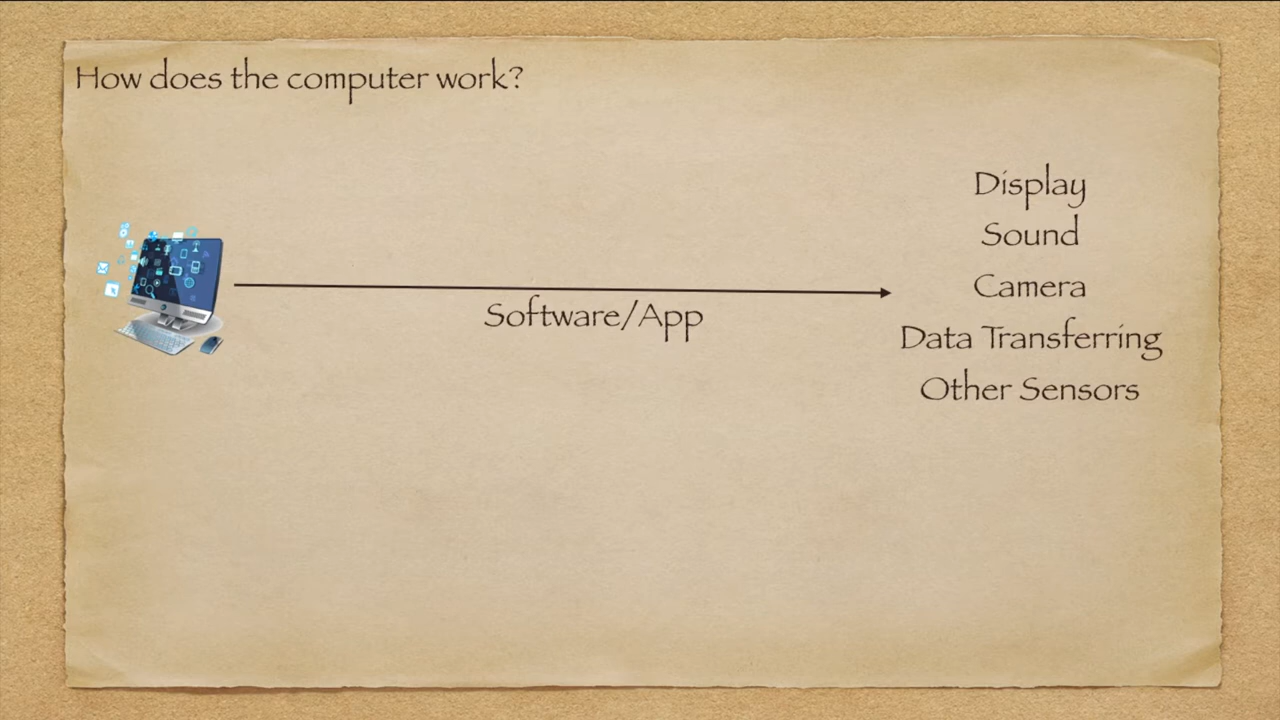 How does the computer work?
Display
Sound
Camera
Software/App
Data Transferring
Other Sensors